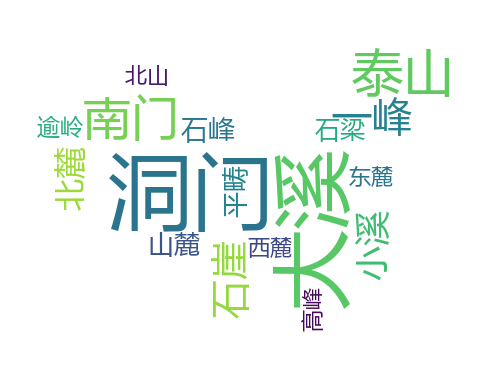 泰山
北山
一峰
南门
逾岭
石峰
石梁
洞门
大溪
平畴
东麓
北麓
小溪
山麓
西麓
石崖
高峰